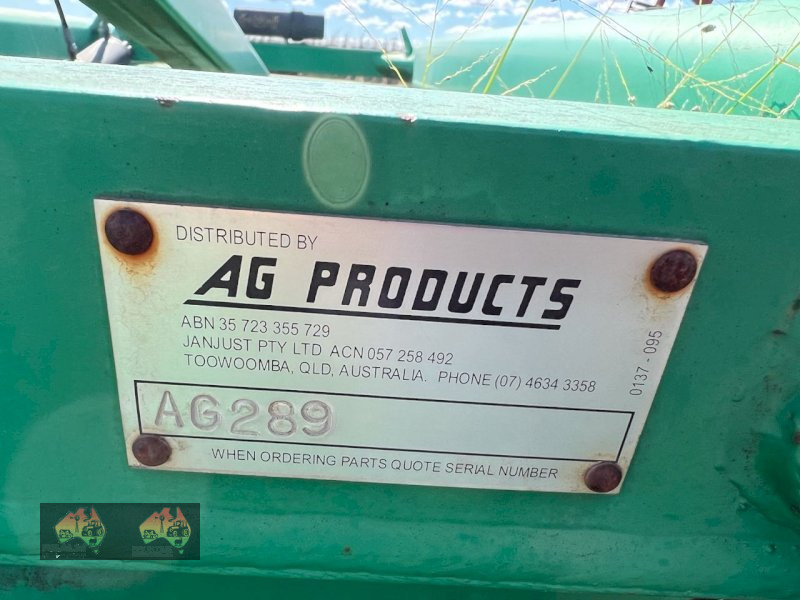 DISTRIBUTED BY
AG PRODUCTS
ABN 35 723 355 729
JANJUST PTY LTD ACN 057 258 492
TOOWOOMBA, QLD, AUSTRALIA. PHONE (07) 4634 3358
0137 - 095
AG289
WHEN ORDERING PARTS QUOTE SERIAL NUMBER